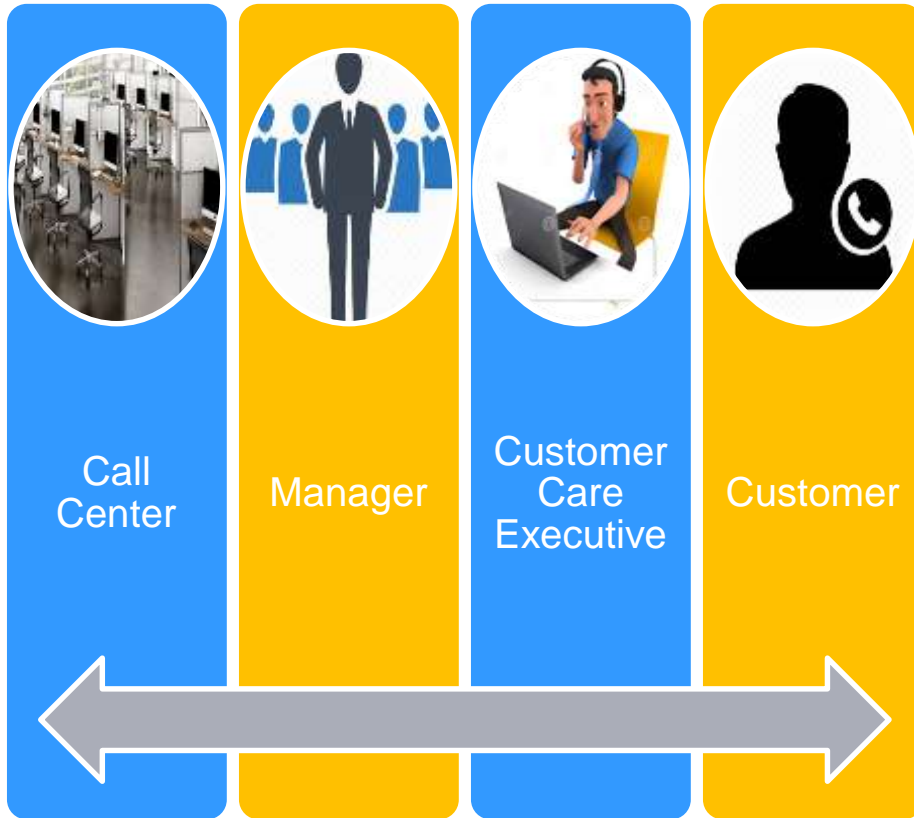 Call
Center
Manager
Customer
Care
Executive
Customer